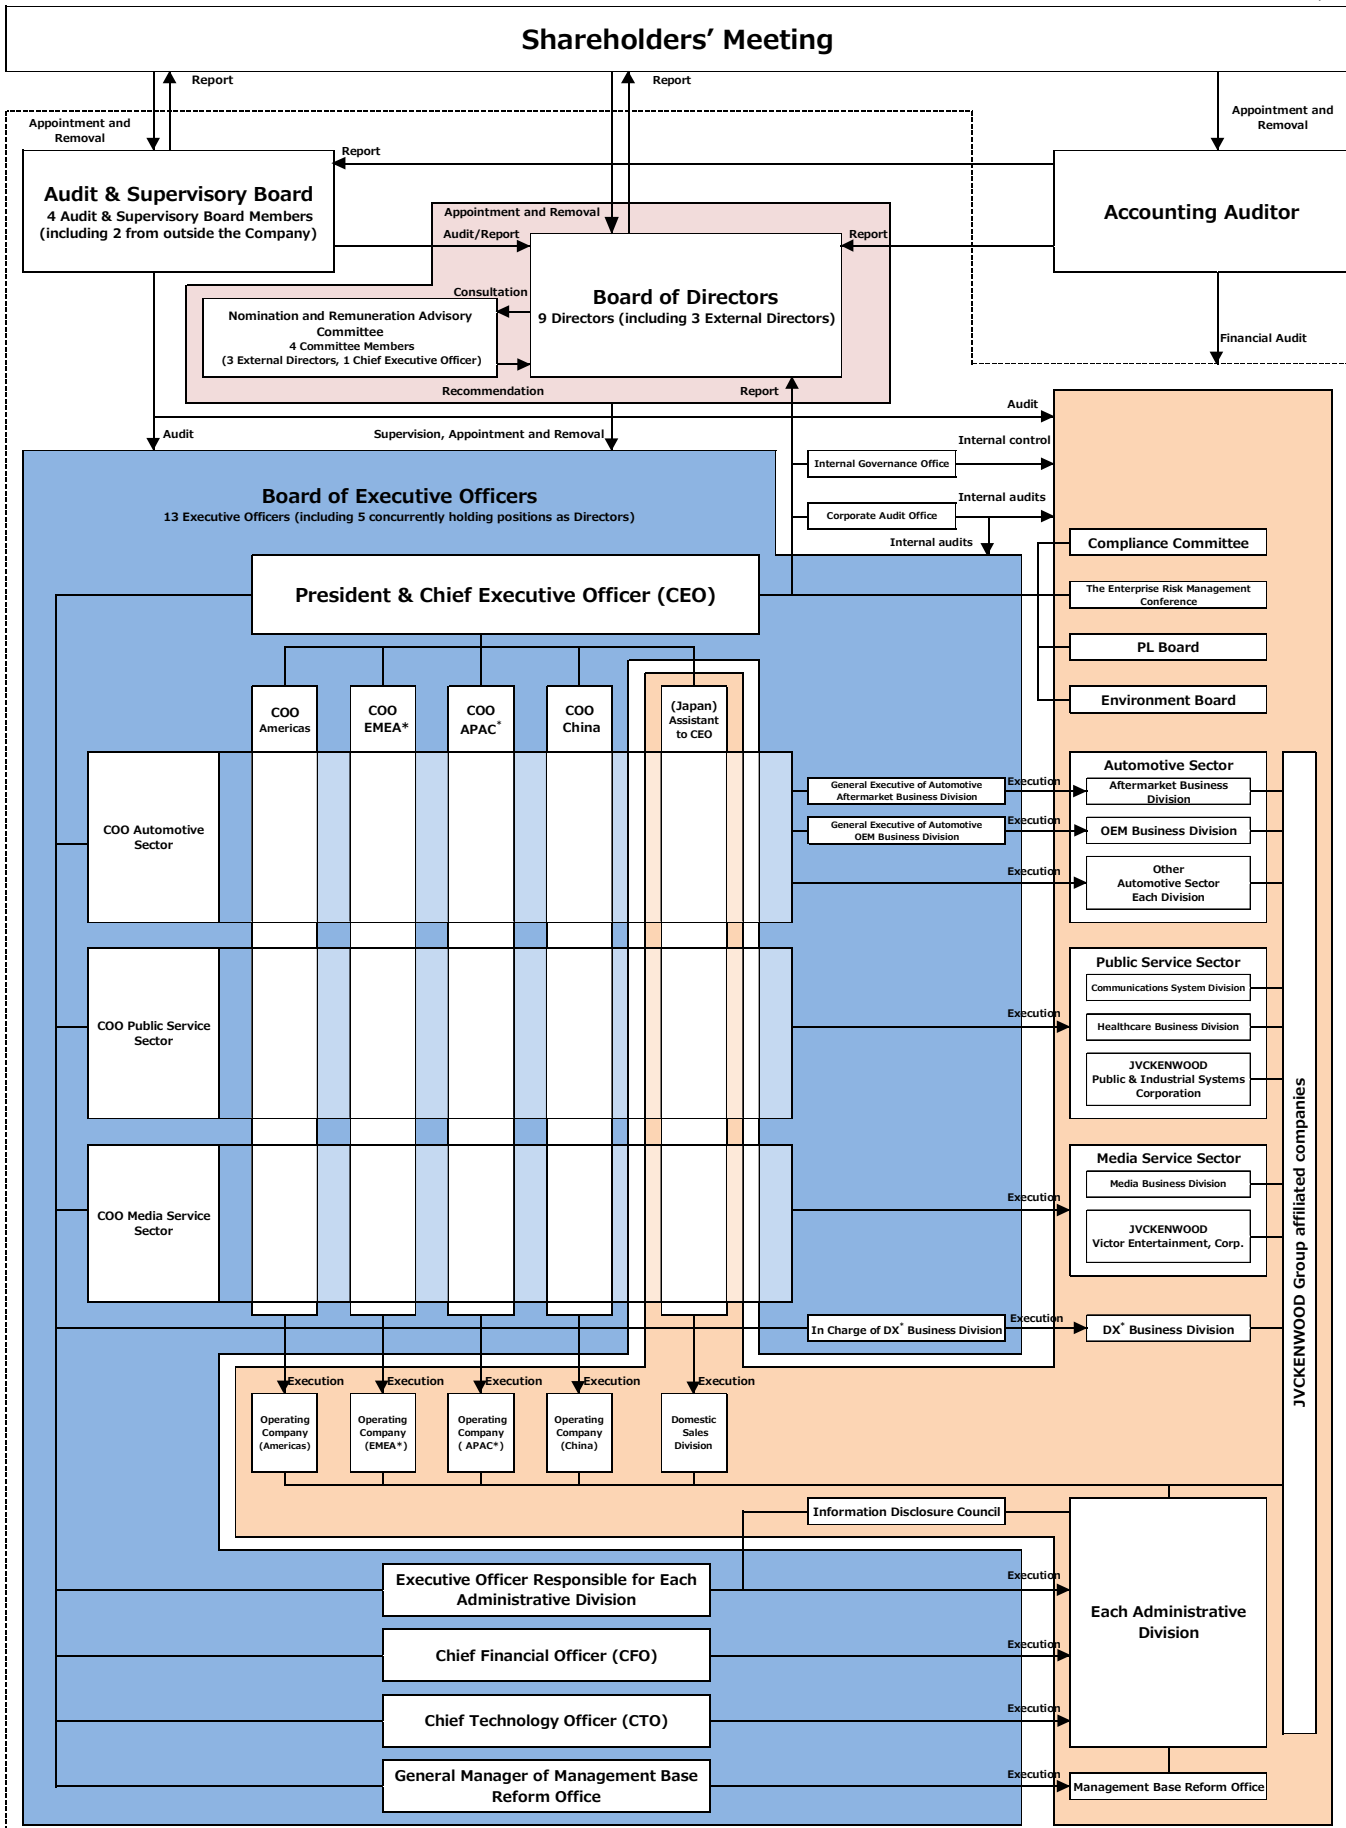 Shareholders’ Meeting
Report
Report
Appointment and
Removal
Appointment and
Removal
Report
Audit & Supervisory Board
4 Audit & Supervisory Board Members
(including 2 from outside the Company)
Accounting Auditor
Appointment and Removal
Audit/Report
Report
Board of Directors
9 Directors (including 3 External Directors)
Consultation
Nomination and Remuneration Advisory
Committee
4 Committee Members
(3 External Directors, 1 Chief Executive Officer)
Recommendation
Report
Financial Audit
Audit
Audit
Supervision, Appointment and Removal
Internal control
Internal Governance Office
Internal audits
Corporate Audit Office
Internal audits
Board of Executive Officers
13 Executive Officers (including 5 concurrently holding positions as Directors)
President & Chief Executive Officer (CEO)
Compliance Committee
The Enterprise Risk Management
Conference
PL Board
Environment Board
COO
Americas
COO
EMEA*
COO
APAC*
COO
China
(Japan)
Assistant
to CEO
COO Automotive
Sector
General Executive of Automotive
Aftermarket Business Division
Execution
General Executive of Automotive
OEM Business Division
Execution
Execution
Automotive Sector
Aftermarket Business
Division
OEM Business Division
Other
Automotive Sector
Each Division
COO Public Service
Sector
Execution
Public Service Sector
Communications System Division
Healthcare Business Division
JVCKENWOOD
Public & Industrial Systems
Corporation
COO Media Service
Sector
Execution
Media Service Sector
Media Business Division
JVCKENWOOD
Victor Entertainment, Corp.
JVCKENWOOD Group affiliated companies
In Charge of DX* Business Division
Execution
DX* Business Division
Execution
Execution
Execution
Execution
Execution
Operating
Company
(Americas)
Operating
Company
(EMEA*)
Operating
Company
( APAC*)
Operating
Company
(China)
Domestic
Sales
Division
Information Disclosure Council
Executive Officer Responsible for Each
Administrative Division
Execution
Each Administrative
Division
Chief Financial Officer (CFO)
Execution
Chief Technology Officer (CTO)
Execution
General Manager of Management Base
Reform Office
Execution
Management Base Reform Office